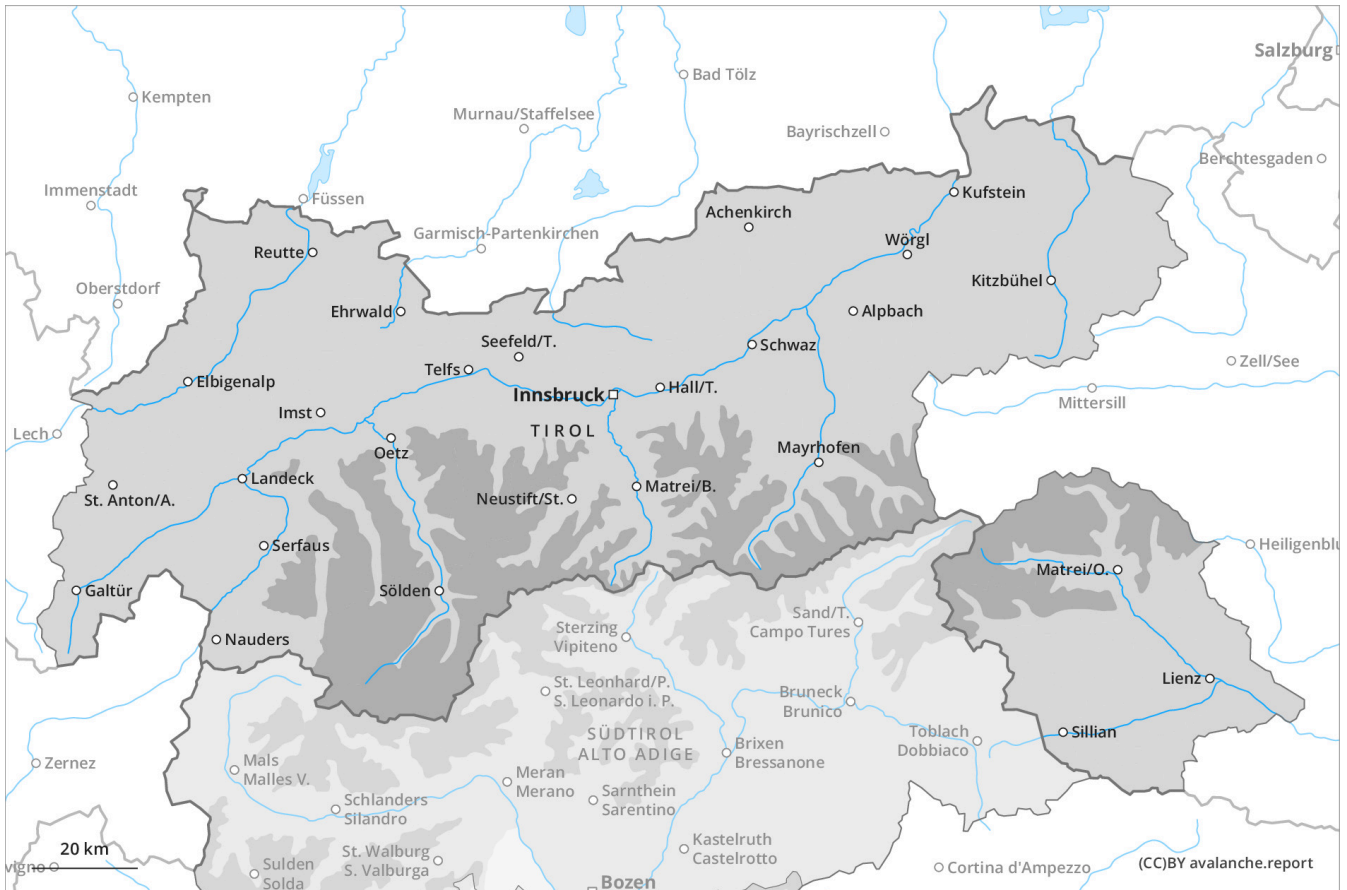 Salzburg
Bad Tölz
Kempten
Murnau/Staffelsee
Bayrischzell
Berchtesgaden
Immenstadt
Füssen
Kufstein
Achenkirch
Garmisch-Partenkirchen
Wörgl
Reutte
Kitzbühel
Oberstdorf
Ehrwald
Alpbach
Seefeld/T.
Schwaz
Zell/See
Telfs
Elbigenalp
Hall/T.
Innsbruck
Mittersill
Imst
TIROL
Lech
Oetz
Mayrhofen
Landeck
Matrei/B.
St. Anton/A.
Neustift/St.
Serfaus
Heiligenblu
Matrei/O.
Galtür
Sölden
Sand/T.
Campo Tures
Nauders
Sterzing
Vipiteno
Lienz
St. Leonhard/P.
S. Leonardo i. P.
Bruneck
Brunico
Sillian
SÜDTIROL
ALTO ADIGE
Toblach
Dobbiaco
Brixen
Bressanone
Zernez
Mals
Malles V.
Meran
Merano
Schlanders
Silandro
Sarnthein
Sarentino
20 km
St. Walburg
S. Valburga
Kastelruth
Castelrotto
vigno
Sulden
Solda
Cortina d'Ampezzo
(CC)BY avalanche.report
Bozen